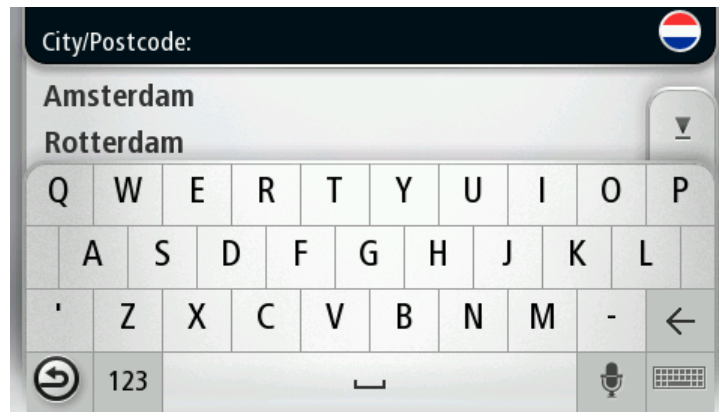 City/Postcode:
Amsterdam
Rotterdam
Q W E R T Y U I O P
A S D F G H J K L
' Z X C V B N M -
123